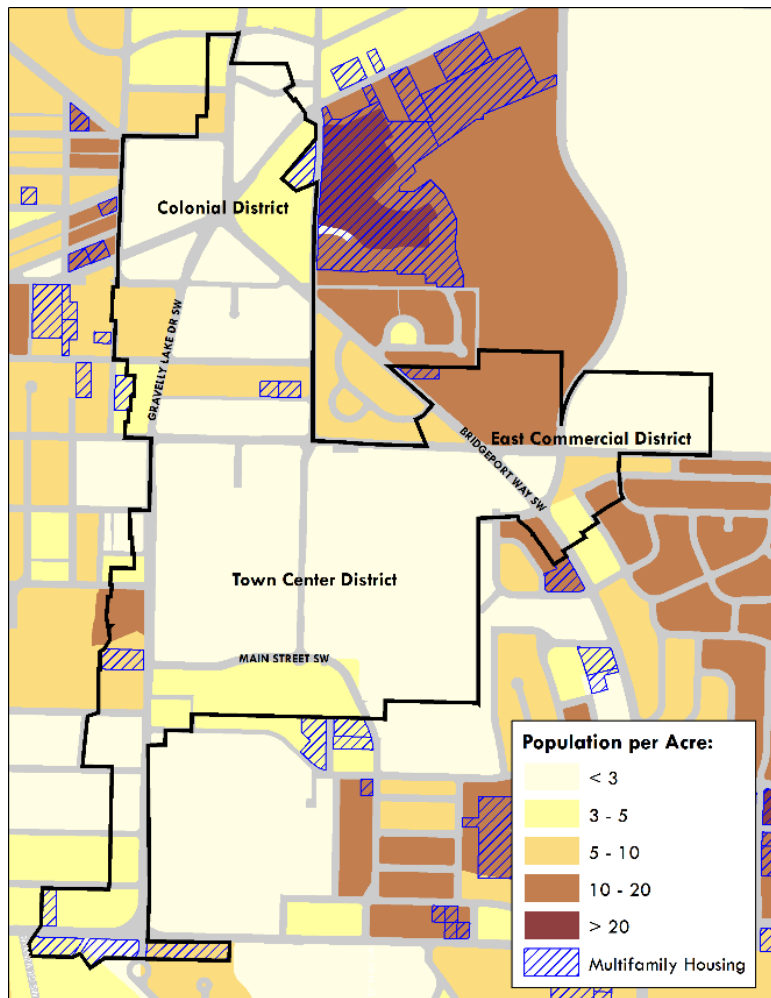 Colonial District
GRAVELLY LAKE DR SW
East Commercial District
BRIDGEPORT WAY SW
Town Center District
MAIN STREET SW
Population per Acre:
< 3
3 - 5
5 - 10
10 - 20
> 20
Multifamily Housing